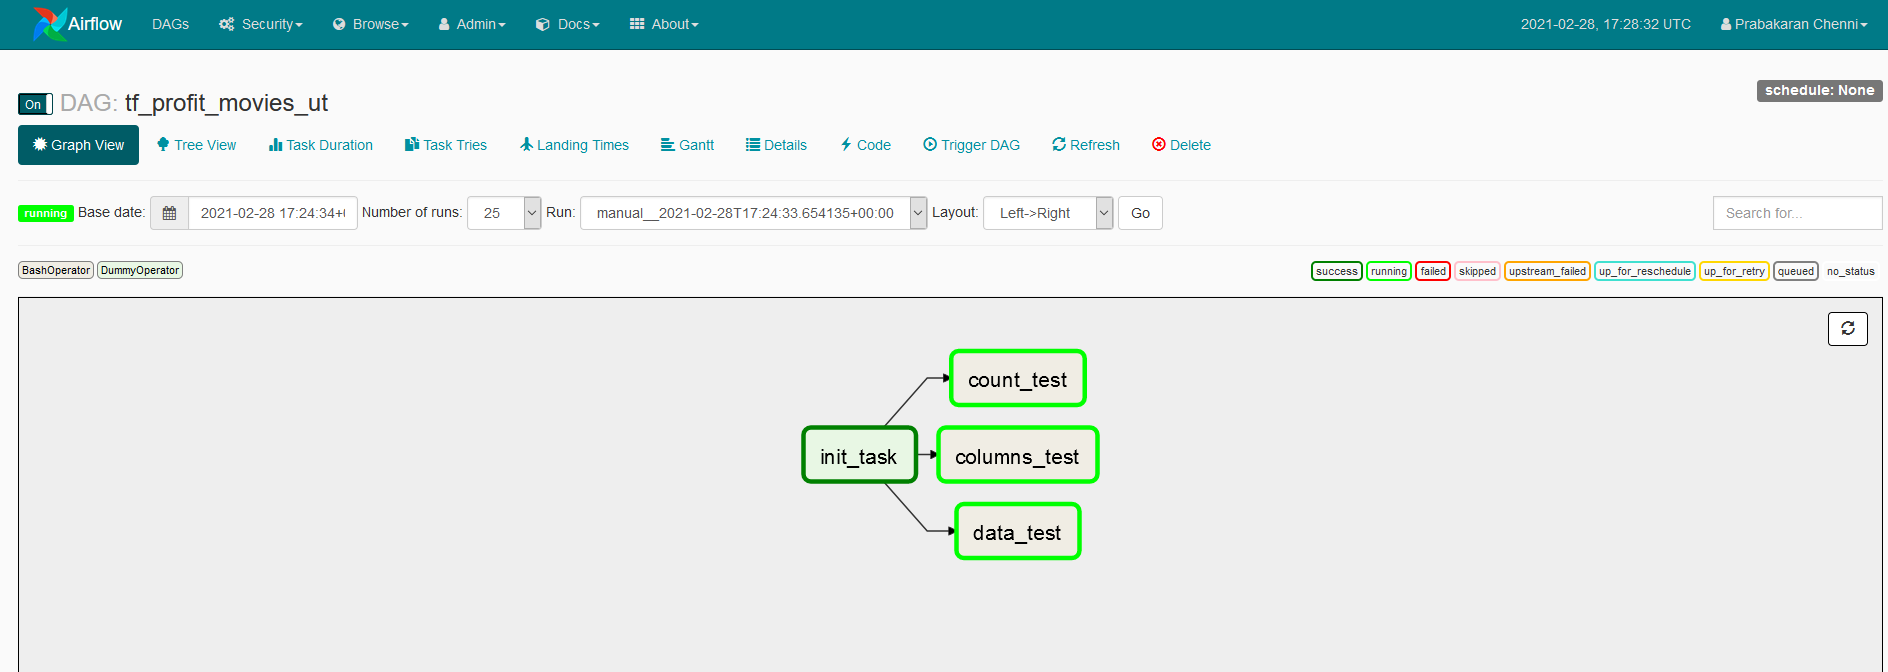 Airflow DAGs Security Browse Admin Docs About 2021-02-28, 17:28:32 UTC Prabakaran Chenni
On DAG: tf_profit_movies_ut schedule: None
Graph View Tree View Task Duration Task Tries Landing Times Gantt Details Code Trigger DAG Refresh Delete
running Base date: 2021-02-28 17:24:34+ Number of runs: 25 Run: manual__2021-02-28T17:24:33.654135+00:00 Layout: Left->Right Go Search for...
BashOperator DummyOperator success running failed skipped upstream_failed up_for_reschedule up_for_retry queued no_status
count_test
init_task columns_test
data_test